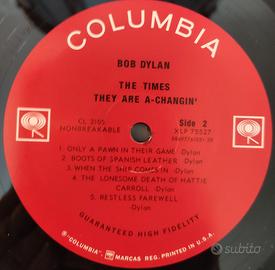 COLUMBIA
BOB DYLAN
THE TIMES
THEY ARE A-CHANGIN'
CL 2105
NONBREAKABLE
Side 2
XLP 75527
1. ONLY A PAWN IN THEIR GAME -Dylan
2. BOOTS OF SPANISH LEATHER -Dylan
3. WHEN THE SHIP COMES IN -Dylan
4. THE LONESOME DEATH OF HATTIE
CARROLL -Dylan
5. RESTLESS FAREWELL
-Dylan
GUARANTEED HIGH FIDELITY
® "COLUMBIA", MARCAS REG. PRINTED IN U.S.A.
subito